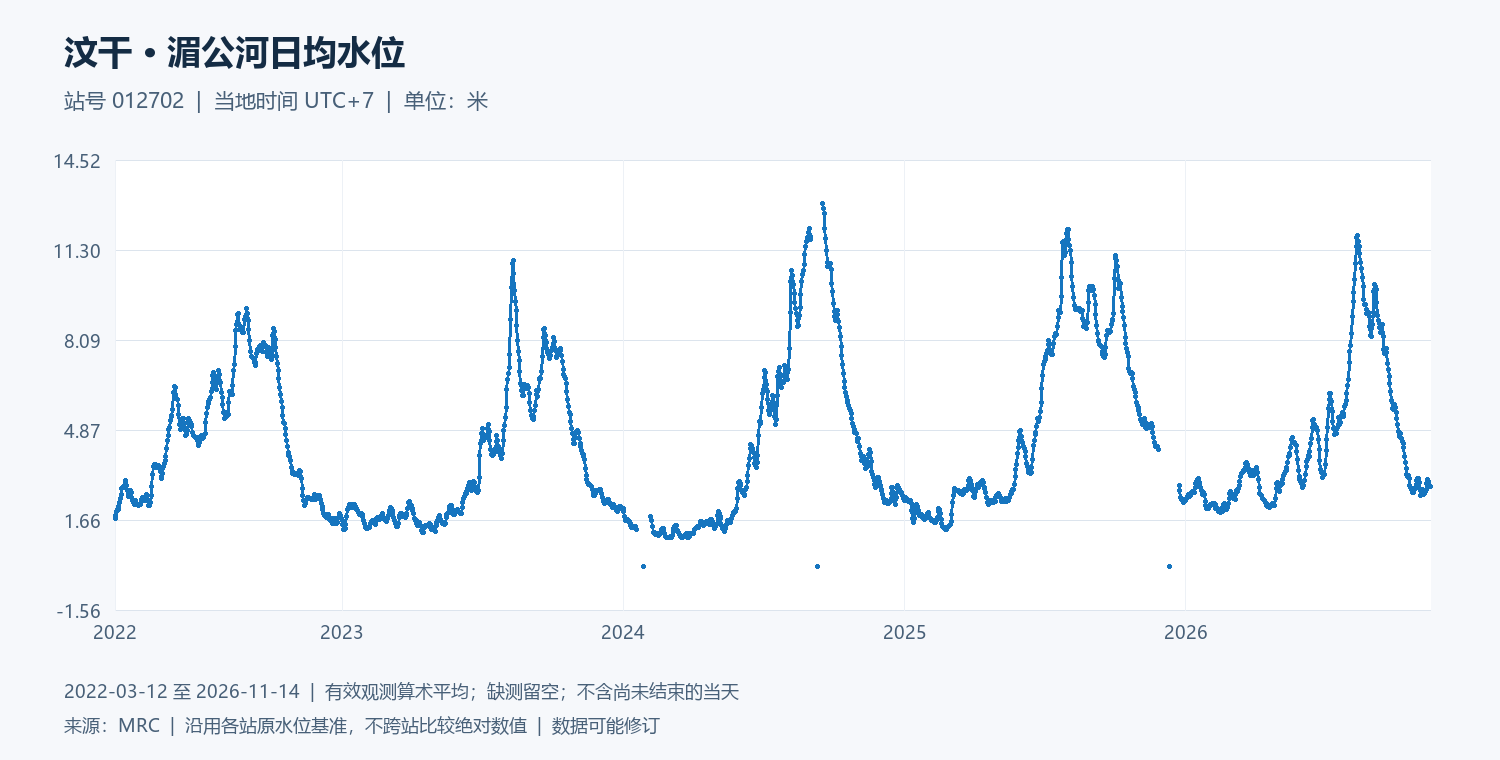 汶干 • 湄公河日均水位
站号 012702 | 当地时间 UTC+7 | 单位：米
14.52
11.30
8.09
4.87
1.66
-1.56
2022
2023
2024
2025
2026
2022-03-12 至 2026-11-14 | 有效观测算术平均；缺测留空；不含尚未结束的当天
来源：MRC | 沿用各站原水位基准，不跨站比较绝对数值 | 数据可能修订